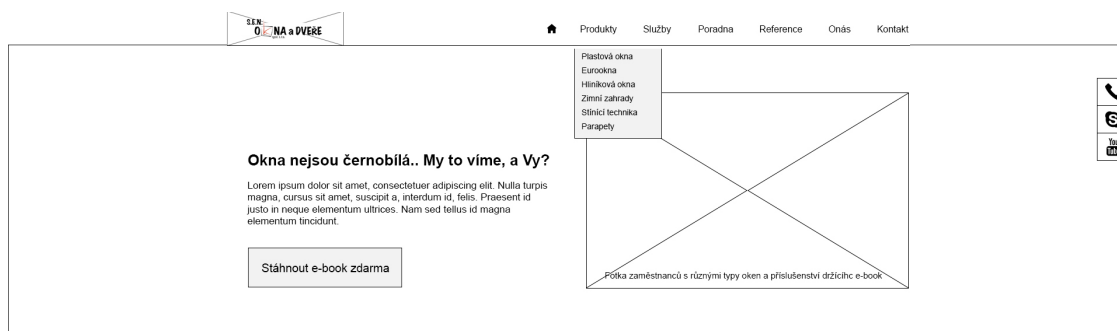 S.E.N.
OKNA a DVEŘE
Produkty Služby Poradna Reference Onás Kontakt
Plastová okna
Eurookna
Hliníková okna
Zimní zahrady
Stínící technika
Parapety
Okna nejsou černobílá.. My to víme, a Vy?
Lorem ipsum dolor sit amet, consectetuer adipiscing elit. Nulla turpis
magna, cursus sit amet, suscipit a, interdum id, felis. Praesent id
justo in neque elementum ultrices. Nam sed tellus id magna
elementum tincidunt.
Stáhnout e-book zdarma
Fotka zaměstnanců s různými typy oken a příslušenství držícíhc e-book